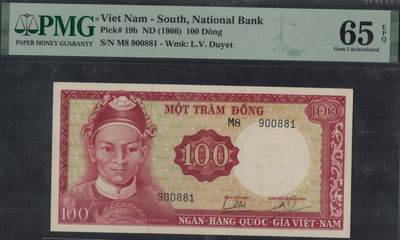 PMG
PAPER MONEY GUARANTY
Viet Nam - South, National Bank
Pick# 19b ND (1966) 100 Dông
S/N M8 900881 - Wmk: L.V. Duyet
65 EPQ
Gem Uncirculated
MỘT TRĂM ĐỒNG
100
M8 900881
100
900881
100
NGÂN-HÀNG QUỐC-GIA VIỆT-NAM